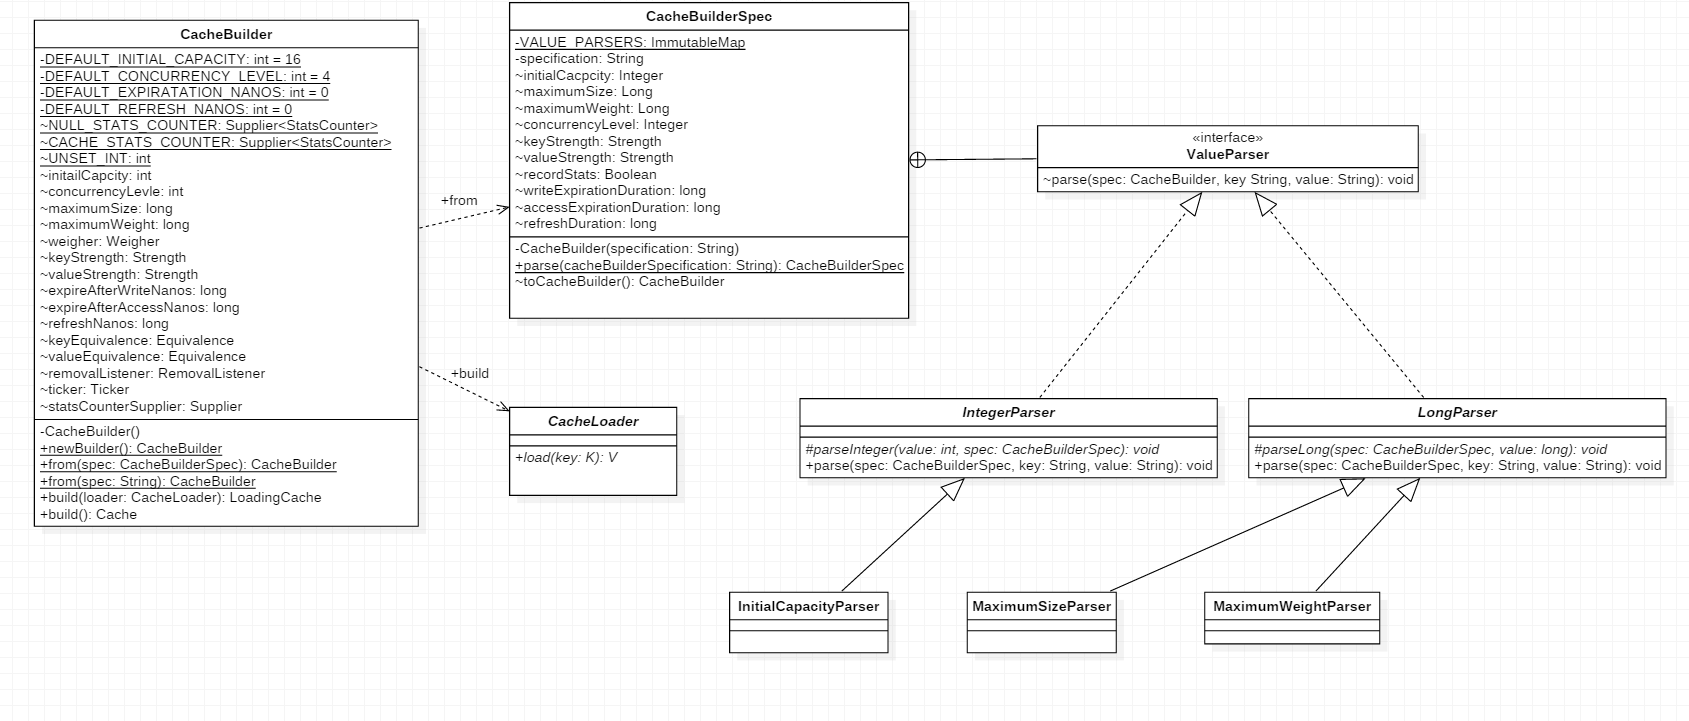 CacheBuilder
-DEFAULT_INITIAL_CAPACITY: int = 16
-DEFAULT_CONCURRENCY_LEVEL: int = 4
-DEFAULT_EXPIRATATION_NANOS: int = 0
-DEFAULT_REFRESH_NANOS: int = 0
~NULL_STATS_COUNTER: Supplier<StatsCounter>
~CACHE_STATS_COUNTER: Supplier<StatsCounter>
~UNSET_INT: int
~initailCapcity: int
~concurrencyLevle: int
~maximumSize: long
~maximumWeight: long
~weigher: Weigher
~keyStrength: Strength
~valueStrength: Strength
~expireAfterWriteNanos: long
~expireAfterAccessNanos: long
~refreshNanos: long
~keyEquivalence: Equivalence
~valueEquivalence: Equivalence
~removalListener: RemovalListener
~ticker: Ticker
~statsCounterSupplier: Supplier
-CacheBuilder()
+newBuilder(): CacheBuilder
+from(spec: CacheBuilderSpec): CacheBuilder
+from(spec: String): CacheBuilder
+build(loader: CacheLoader): LoadingCache
+build(): Cache
+from
+build
CacheBuilderSpec
-VALUE_PARSERS: ImmutableMap
-specification: String
~initialCacpcity: Integer
~maximumSize: Long
~maximumWeight: Long
~concurrencyLevel: Integer
~keyStrength: Strength
~valueStrength: Strength
~recordStats: Boolean
~writeExpirationDuration: long
~accessExpirationDuration: long
~refreshDuration: long
-CacheBuilder(specification: String)
+parse(cacheBuilderSpecification: String): CacheBuilderSpec
~toCacheBuilder(): CacheBuilder
CacheLoader
+load(key: K): V
«interface»
ValueParser
~parse(spec: CacheBuilder, key String, value: String): void
IntegerParser
#parseInteger(value: int, spec: CacheBuilderSpec): void
+parse(spec: CacheBuilderSpec, key: String, value: String): void
LongParser
#parseLong(spec: CacheBuilderSpec, value: long): void
+parse(spec: CacheBuilderSpec, key: String, value: String): void
InitialCapacityParser
MaximumSizeParser
MaximumWeightParser